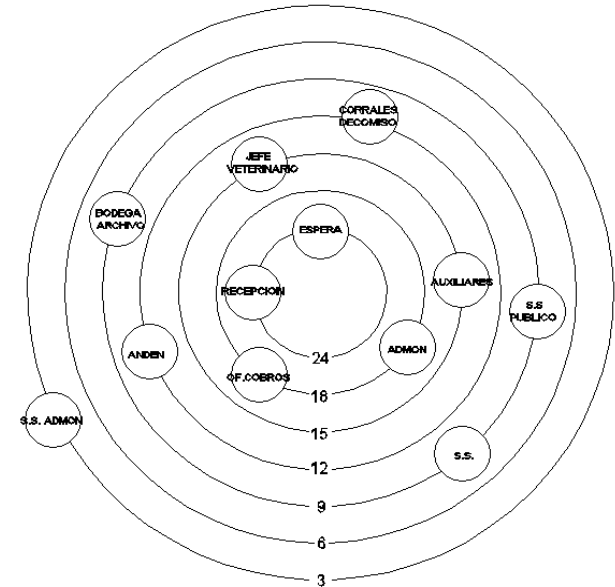 CORRALES
DECOMISO
JEFE
VETERINARIO
BODEGA
ARCHIVO
ESPERA
RECEPCION
AUXILIARES
S.S
PUBLICO
ANDEN
ADMON
OF.COBROS
S.S. ADMON
S.S.
24
18
15
12
9
6
3